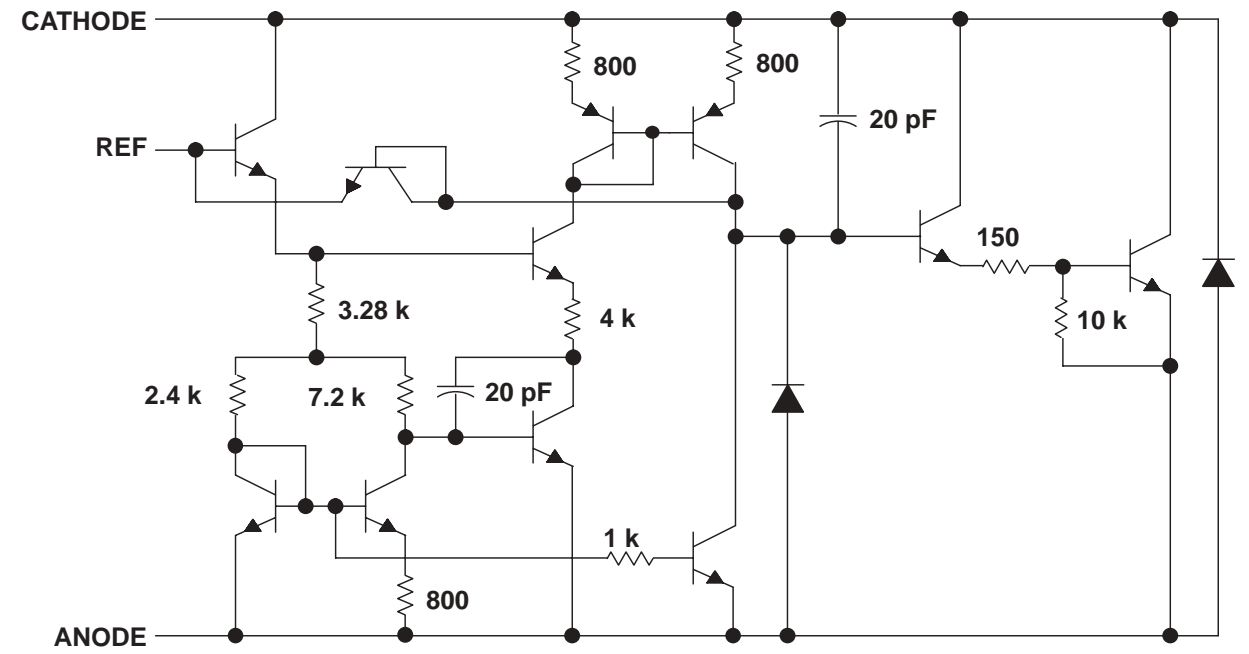 CATHODE
800
800
20 pF
REF
150
3.28 k
4 k
10 k
2.4 k
7.2 k
20 pF
1 k
800
ANODE